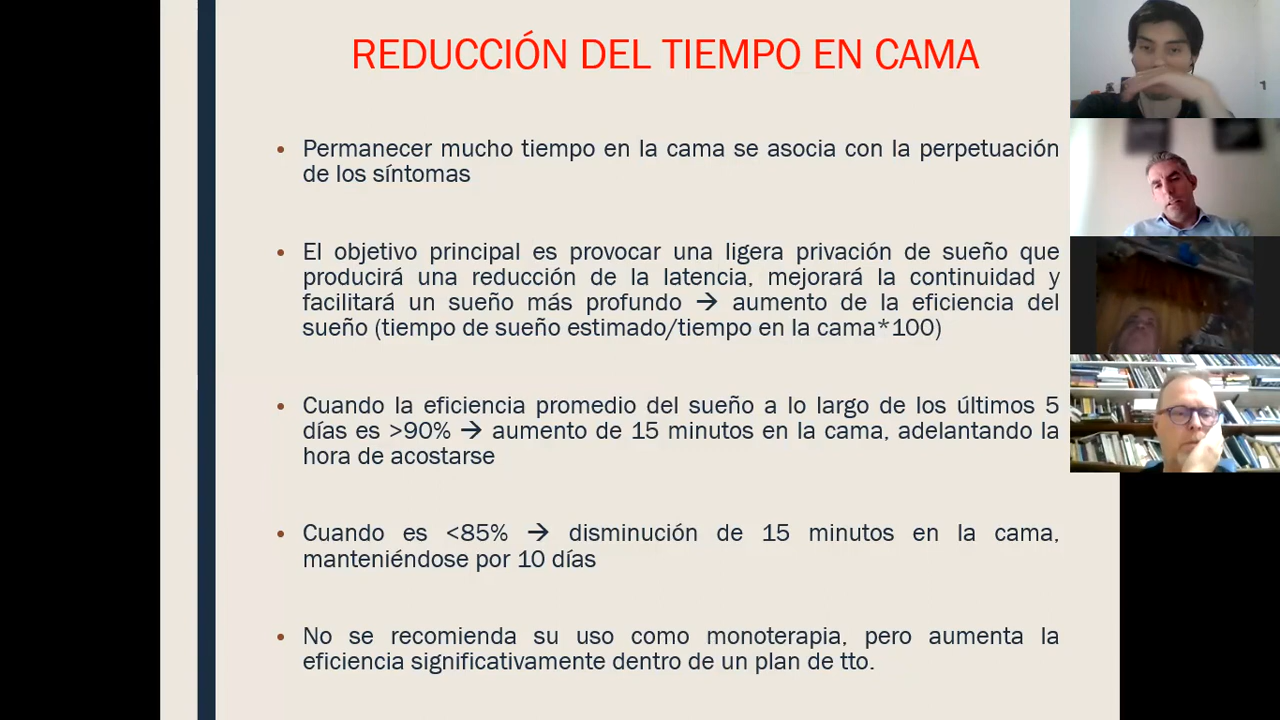 REDUCCIÓN DEL TIEMPO EN CAMA
• Permanecer mucho tiempo en la cama se asocia con la perpetuación
de los síntomas
• El objetivo principal es provocar una ligera privación de sueño que
producirá una reducción de la latencia, mejorará la continuidad y
facilitará un sueño más profundo → aumento de la eficiencia del
sueño (tiempo de sueño estimado/tiempo en la cama*100)
• Cuando la eficiencia promedio del sueño a lo largo de los últimos 5
días es >90% → aumento de 15 minutos en la cama, adelantando la
hora de acostarse
• Cuando es <85% → disminución de 15 minutos en la cama,
manteniéndose por 10 días
• No se recomienda su uso como monoterapia, pero aumenta la
eficiencia significativamente dentro de un plan de tto.